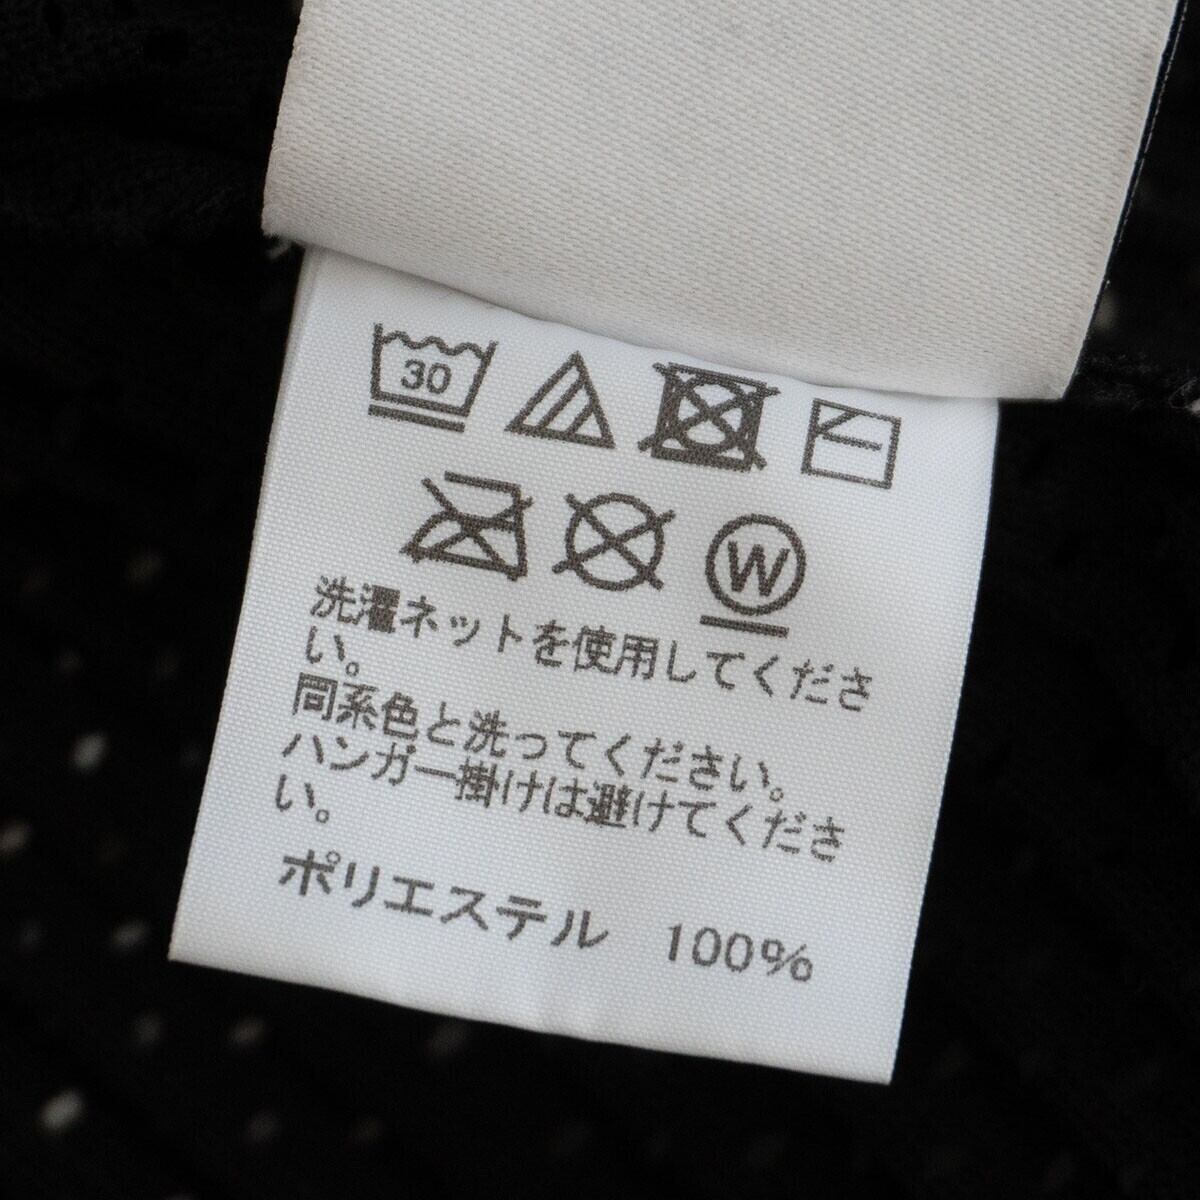 30
W
洗濯ネットを使用してくださ
い。
同系色と洗ってください。
ハンガー掛けは避けてくださ
い。
ポリエステル 100%